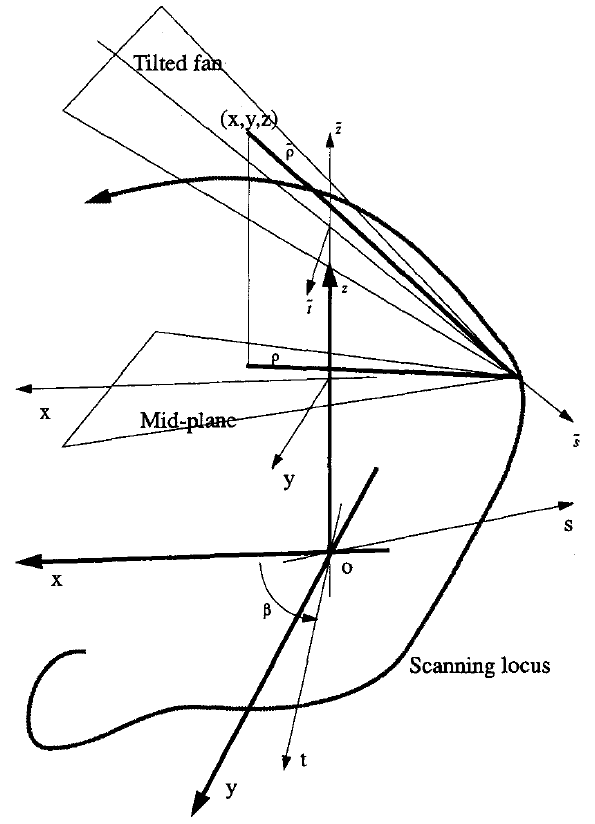 Tilted fan
(x,y,z)
z̃
ρ̃
t̃
z
ρ
x
Mid-plane
y
s̃
s
x
o
β
Scanning locus
t
y